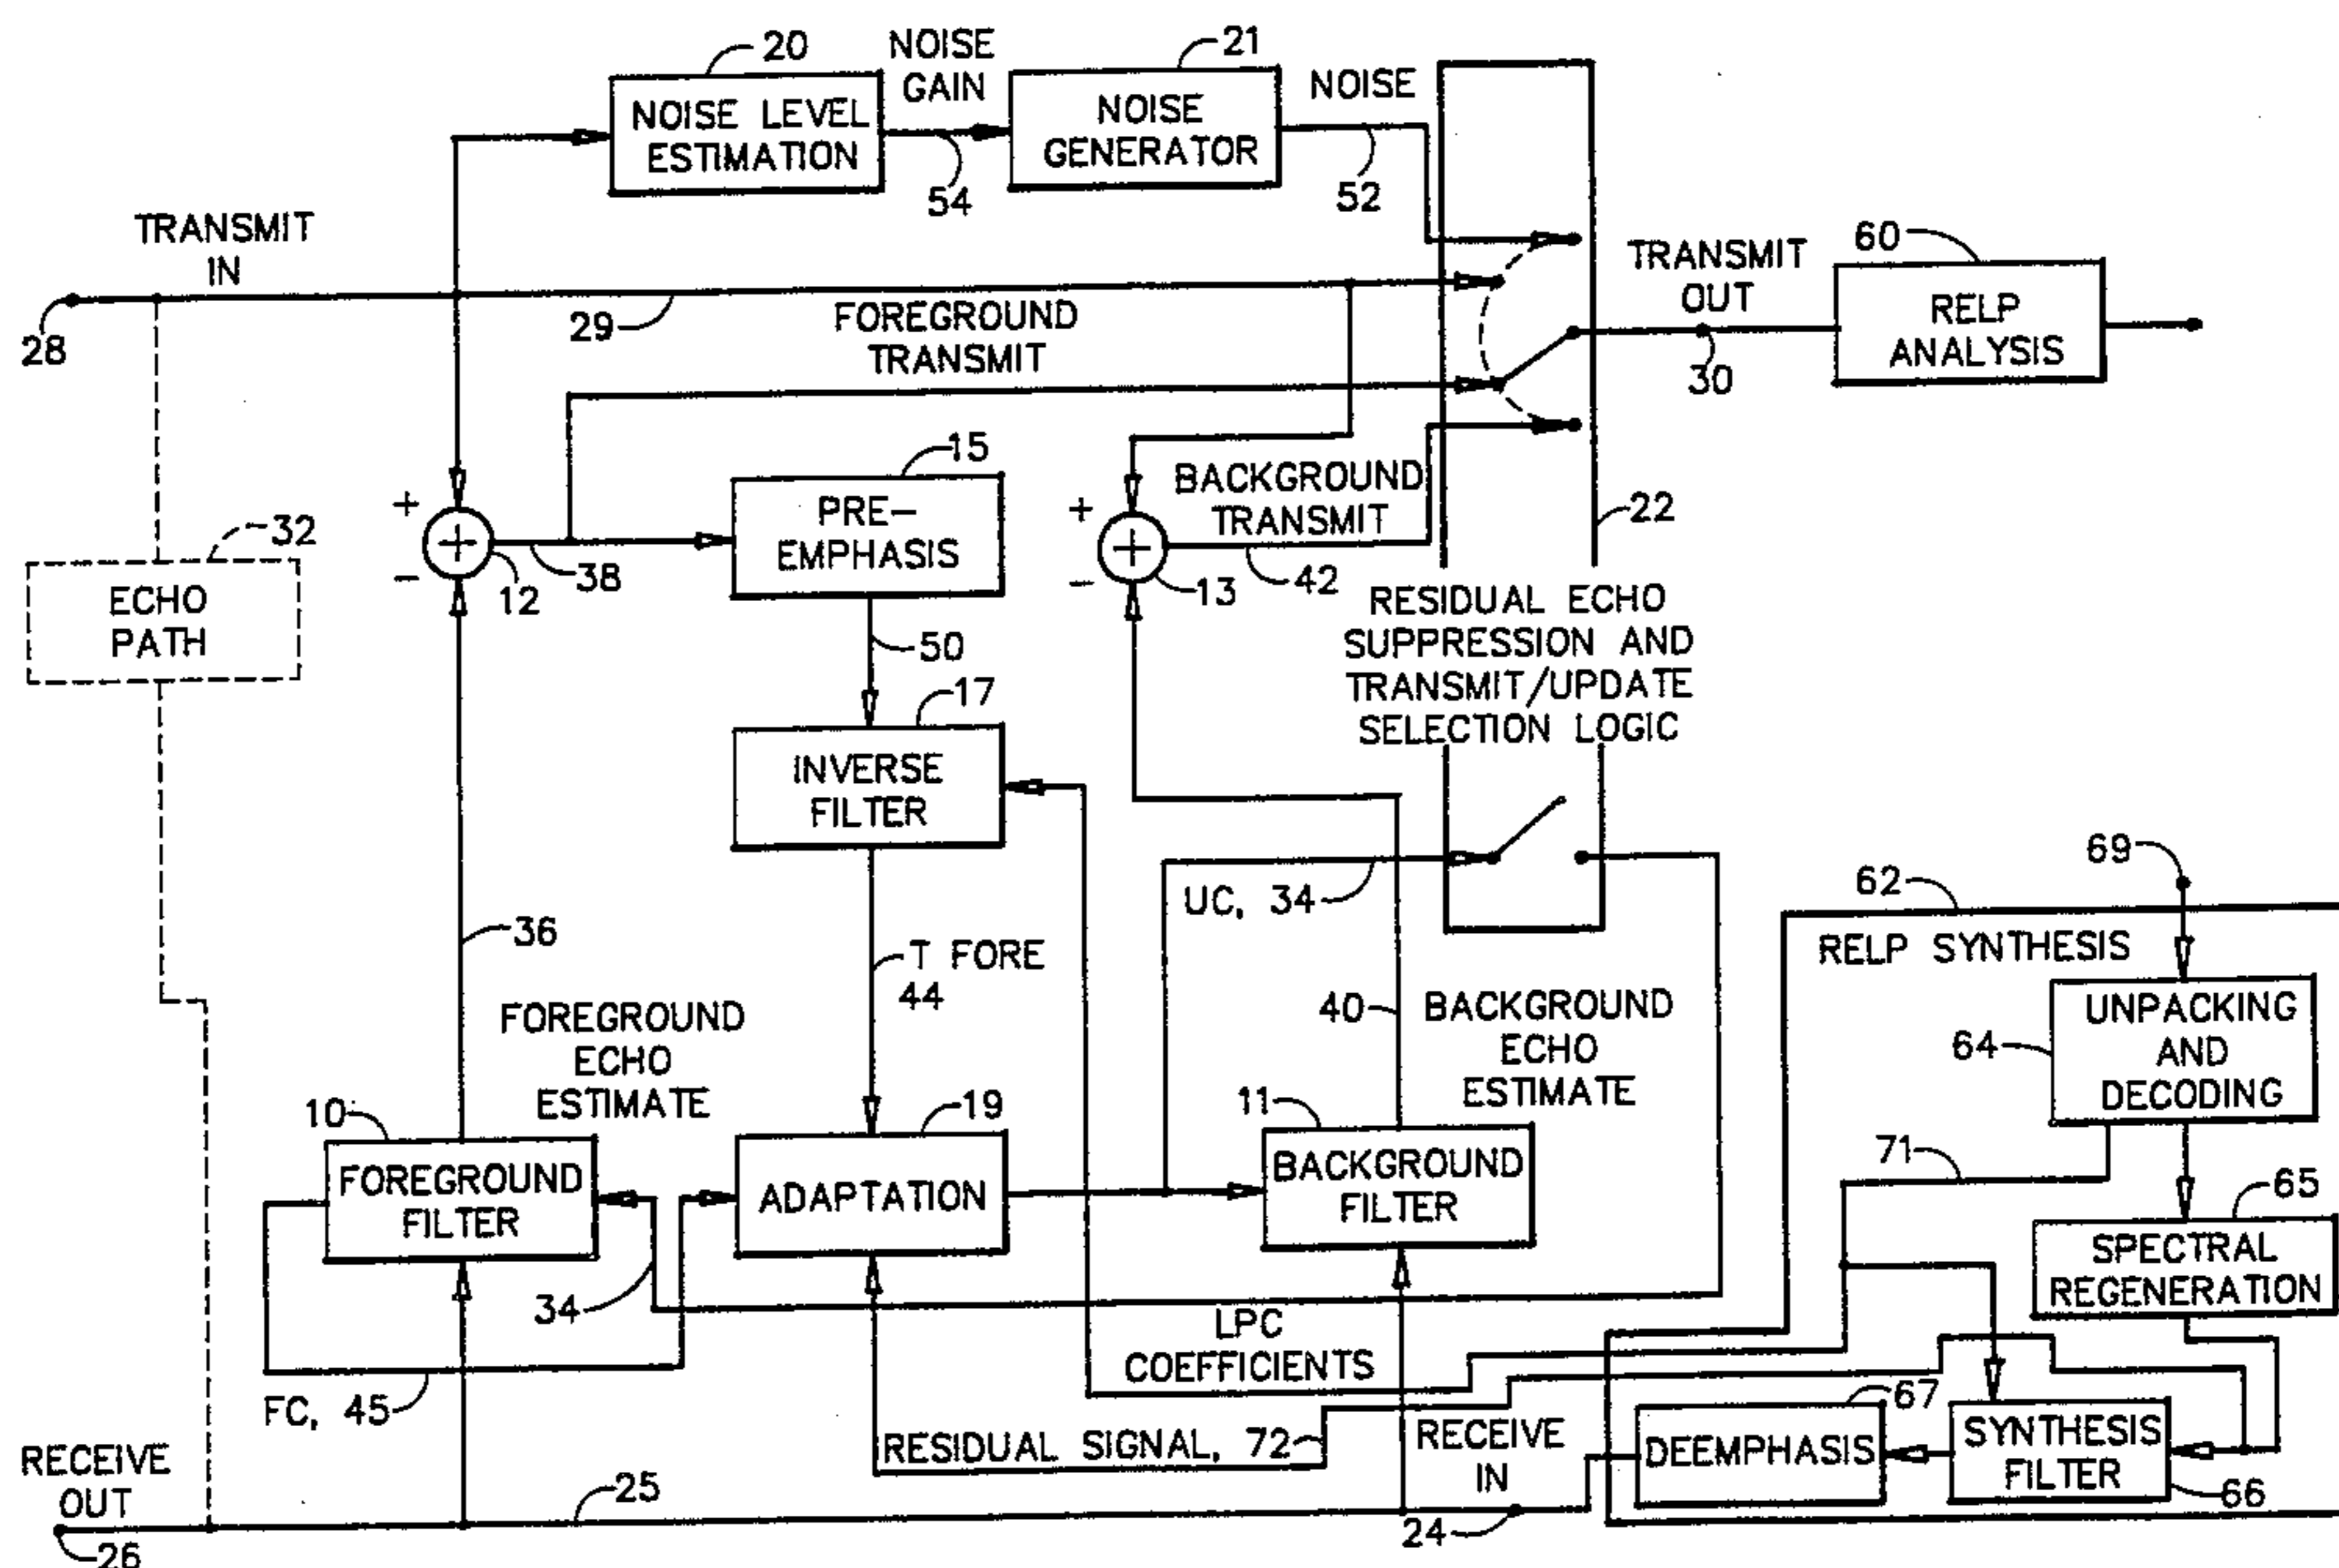 20
NOISE
GAIN
21
NOISE LEVEL
ESTIMATION
NOISE
GENERATOR
NOISE
54
52
TRANSMIT
IN
28
29
FOREGROUND
TRANSMIT
TRANSMIT
OUT
30
60
RELP
ANALYSIS
15
PRE-
EMPHASIS
BACKGROUND
TRANSMIT
22
+
+
-
12
38
+
+
-
13
42
32
ECHO
PATH
50
RESIDUAL ECHO
SUPPRESSION AND
TRANSMIT/UPDATE
SELECTION LOGIC
17
INVERSE
FILTER
UC, 34
36
T FORE
44
40
69
62
RELP SYNTHESIS
UNPACKING
AND
DECODING
64
FOREGROUND
ECHO
ESTIMATE
BACKGROUND
ECHO
ESTIMATE
10
FOREGROUND
FILTER
19
ADAPTATION
11
BACKGROUND
FILTER
71
65
SPECTRAL
REGENERATION
34
LPC
COEFFICIENTS
FC, 45
RESIDUAL SIGNAL, 72
RECEIVE
IN
67
DEEMPHASIS
SYNTHESIS
FILTER
66
RECEIVE
OUT
26
25
24